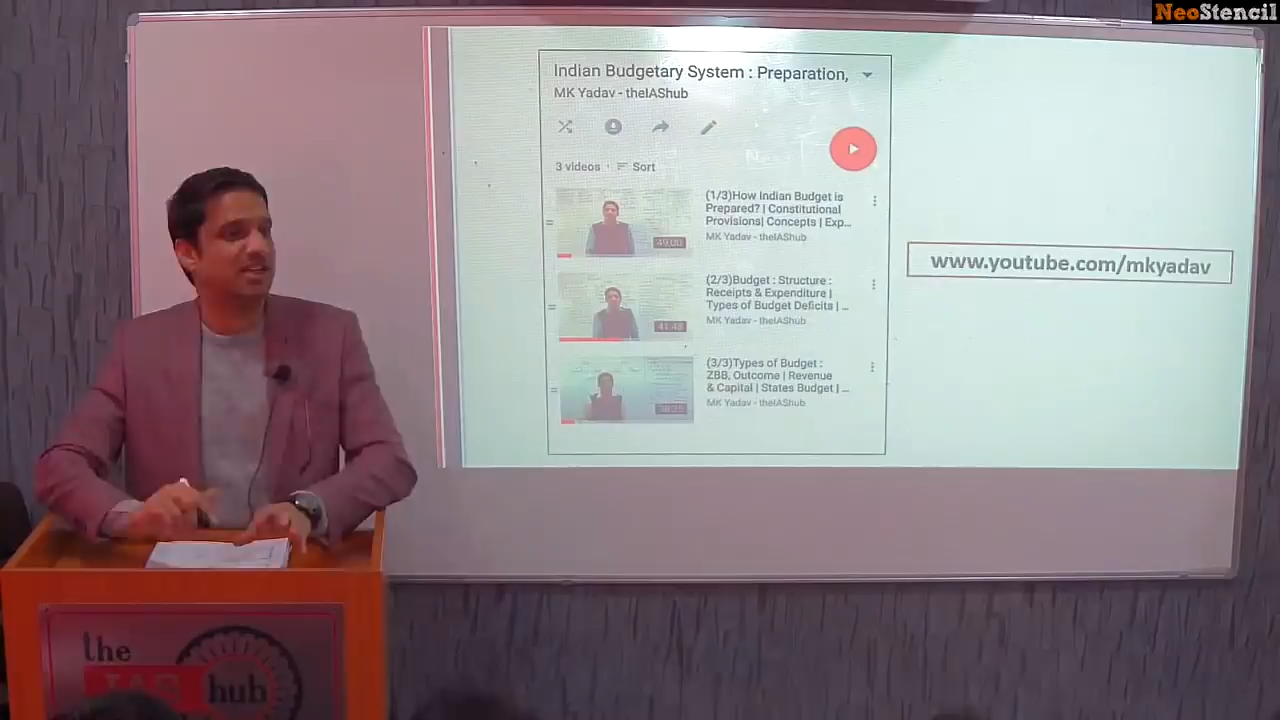 NeoStencil
Indian Budgetary System : Preparation,
MK Yadav - theIAShub
3 videos · Sort
(1/3)How Indian Budget is
Prepared? | Constitutional
Provisions| Concepts | Exp...
MK Yadav - theIAShub
49:00
(2/3)Budget : Structure :
Receipts & Expenditure |
Types of Budget Deficits | ...
MK Yadav - theIAShub
41:48
(3/3)Types of Budget :
ZBB, Outcome | Revenue
& Capital | States Budget | ...
MK Yadav - theIAShub
www.youtube.com/mkyadav
the
IAS hub